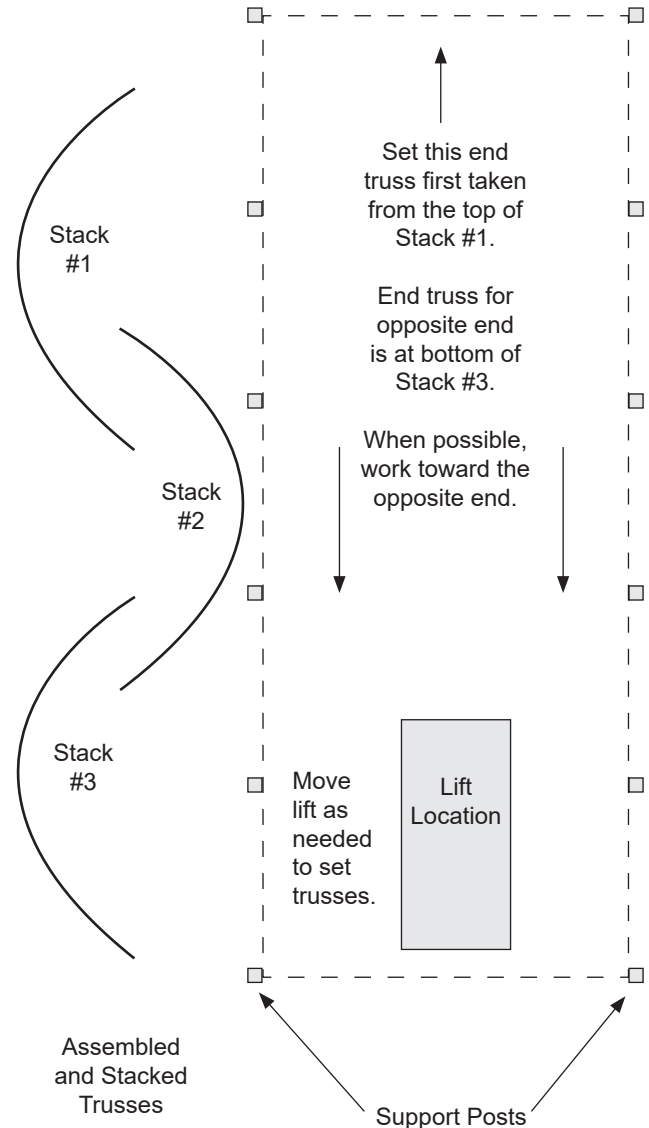 Set this end
truss first taken
from the top of
Stack #1.
End truss for
opposite end
is at bottom of
Stack #3.
When possible,
work toward the
opposite end.
Stack
#1
Stack
#2
Stack
#3
Move
lift as
needed
to set
trusses.
Lift
Location
Assembled
and Stacked
Trusses
Support Posts